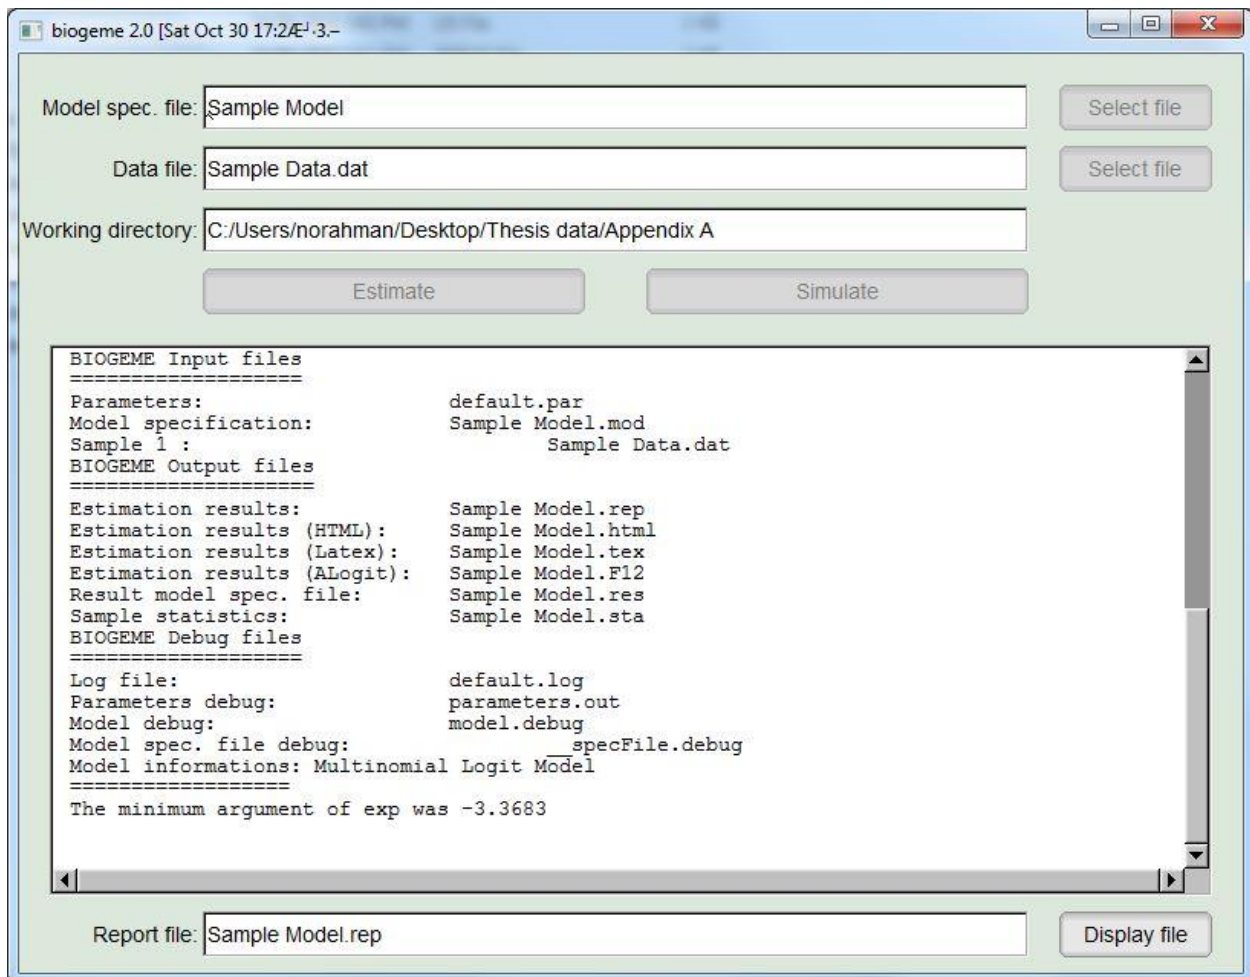 biogeme 2.0 [Sat Oct 30 17:2Æ┘·3.–
Model spec. file: Sample Model Select file
Data file: Sample Data.dat Select file
Working directory: C:/Users/norahman/Desktop/Thesis data/Appendix A
Estimate Simulate
BIOGEME Input files
===================
Parameters: default.par
Model specification: Sample Model.mod
Sample 1 : Sample Data.dat
BIOGEME Output files
====================
Estimation results: Sample Model.rep
Estimation results (HTML): Sample Model.html
Estimation results (Latex): Sample Model.tex
Estimation results (ALogit): Sample Model.F12
Result model spec. file: Sample Model.res
Sample statistics: Sample Model.sta
BIOGEME Debug files
===================
Log file: default.log
Parameters debug: parameters.out
Model debug: model.debug
Model spec. file debug: __specFile.debug
Model informations: Multinomial Logit Model
==================
The minimum argument of exp was -3.3683
Report file: Sample Model.rep Display file